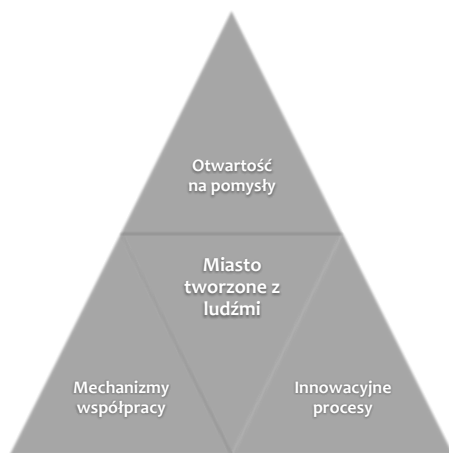 Otwartość
na pomysły
Miasto
tworzone z
ludźmi
Mechanizmy
współpracy
Innowacyjne
procesy